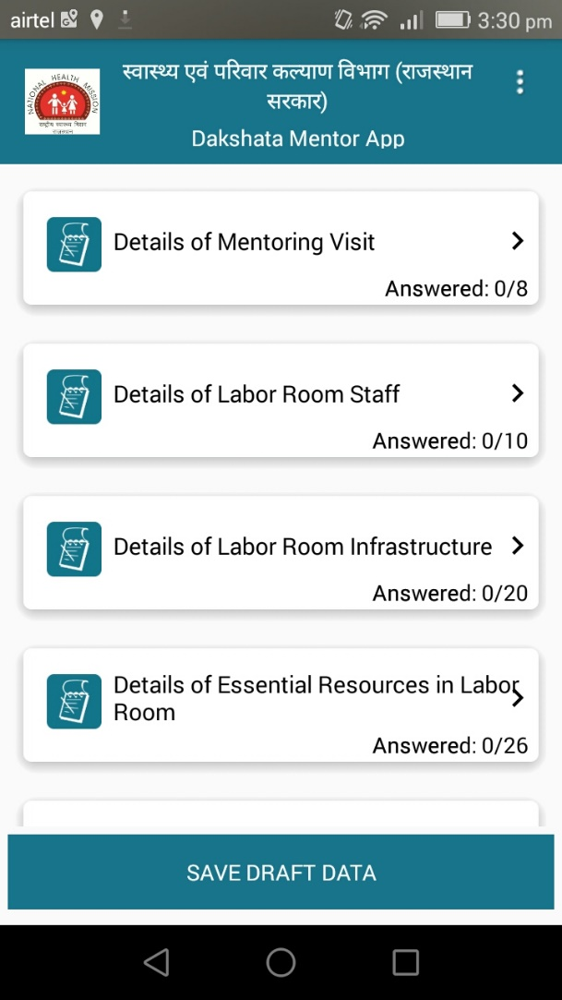 airtel
3:30 pm
स्वास्थ्य एवं परिवार कल्याण विभाग (राजस्थान
सरकार)
Dakshata Mentor App
NATIONAL HEALTH MISSION
राष्ट्रीय स्वास्थ्य मिशन
राजस्थान
Details of Mentoring Visit
Answered: 0/8
Details of Labor Room Staff
Answered: 0/10
Details of Labor Room Infrastructure
Answered: 0/20
Details of Essential Resources in Labor
Room
Answered: 0/26
SAVE DRAFT DATA